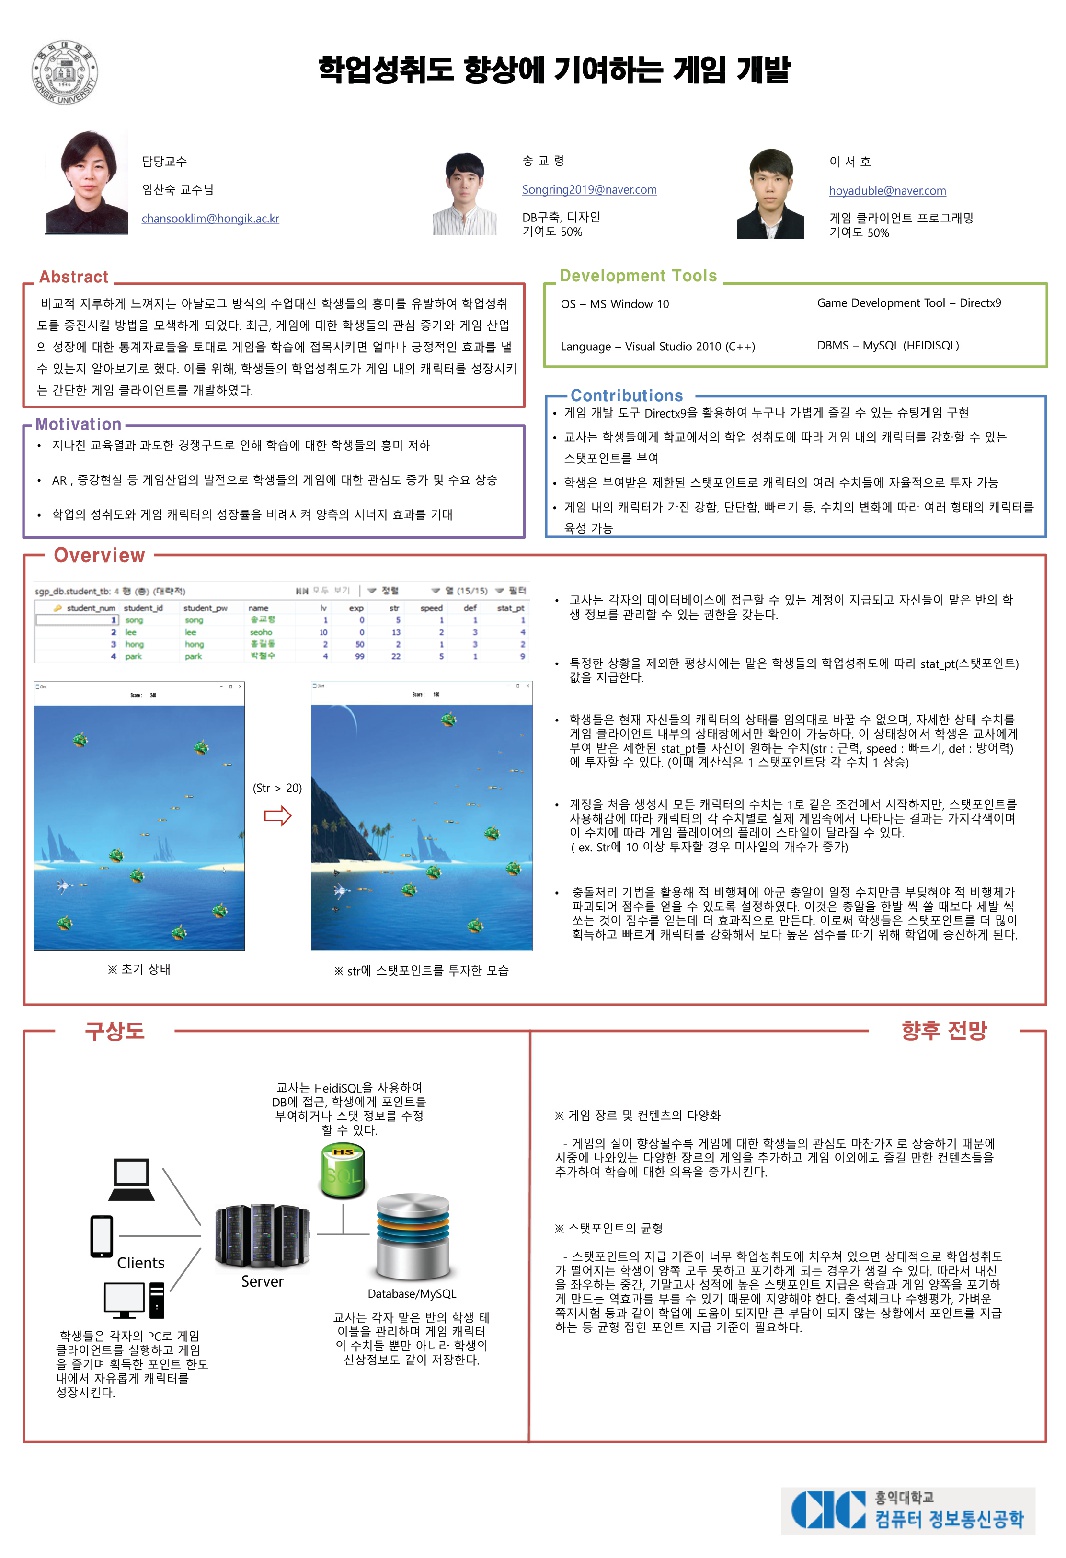 학업성취도 향상에 기여하는 게임 개발
HONGIK UNIVERSITY
담당교수
임산숙 교수님
chansooklim@hongik.ac.kr
송 교 령
Songring2019@naver.com
DB구축, 디자인
기여도 50%
이 서 호
hoyaduble@naver.com
게임 클라이언트 프로그래밍
기여도 50%
Abstract
비교적 지루하게 느껴지는 아날로그 방식의 수업대신 학생들의 흥미를 유발하여 학업성취
도를 증진시킬 방법을 모색하게 되었다. 최근, 게임에 대한 학생들의 관심 증가와 게임 산업
의 성장에 대한 통계자료들을 토대로 게임을 학습에 접목시키면 얼마나 긍정적인 효과를 낼
수 있는지 알아보기로 했다. 이를 위해, 학생들의 학업성취도가 게임 내의 캐릭터를 성장시키
는 간단한 게임 클라이언트를 개발하였다.
Development Tools
OS – MS Window 10
Game Development Tool – Directx9
Language – Visual Studio 2010 (C++)
DBMS – MySQL (HEIDISQL)
Motivation
• 지나친 교육열과 과도한 경쟁구도로 인해 학습에 대한 학생들의 흥미 저하
• AR , 증강현실 등 게임산업의 발전으로 학생들의 게임에 대한 관심도 증가 및 수요 상승
• 학업의 성취도와 게임 캐릭터의 성장률을 비례시켜 양측의 시너지 효과를 기대
Contributions
• 게임 개발 도구 Directx9을 활용하여 누구나 가볍게 즐길 수 있는 슈팅게임 구현
• 교사는 학생들에게 학교에서의 학업 성취도에 따라 게임 내의 캐릭터를 강화할 수 있는
스탯포인트를 부여
• 학생은 부여받은 제한된 스탯포인트로 캐릭터의 여러 수치들에 자율적으로 투자 가능
• 게임 내의 캐릭터가 가진 강함, 단단함, 빠르기 등, 수치의 변화에 따라 여러 형태의 캐릭터를
육성 가능
Overview
sgp_db.student_tb: 4 행 (총) (대략적) 모두 보기 정렬 열 (15/15) 필터
student_num student_id student_pw name lv exp str speed def stat_pt
1 song song 송교령 1 0 5 1 1 1
2 lee lee seoho 10 0 13 2 3 4
3 hong hong 홍길동 2 50 2 1 3 2
4 park park 박철수 4 99 22 5 1 9
(Str > 20)
※ 초기 상태
※ str에 스탯포인트를 투자한 모습
• 교사는 각자의 데이터베이스에 접근할 수 있는 계정이 지급되고 자신들이 맡은 반의 학
생 정보를 관리할 수 있는 권한을 갖는다.
• 특정한 상황을 제외한 평상시에는 맡은 학생들의 학업성취도에 따라 stat_pt(스탯포인트)
값을 지급한다.
• 학생들은 현재 자신들의 캐릭터의 상태를 임의대로 바꿀 수 없으며, 자세한 상태 수치를
게임 클라이언트 내부의 상태창에서만 확인이 가능하다. 이 상태창에서 학생은 교사에게
부여 받은 제한된 stat_pt를 자신이 원하는 수치(str : 근력, speed : 빠르기, def : 방어력)
에 투자할 수 있다. (이때 계산식은 1 스탯포인트당 각 수치 1 상승)
• 계정을 처음 생성시 모든 캐릭터의 수치는 1로 같은 조건에서 시작하지만, 스탯포인트를
사용해감에 따라 캐릭터의 각 수치별로 실제 게임속에서 나타나는 결과는 가지각색이며
이 수치에 따라 게임 플레이어의 플레이 스타일이 달라질 수 있다.
( ex. Str에 10 이상 투자할 경우 미사일의 개수가 증가)
• 충돌처리 기법을 활용해 적 비행체에 아군 총알이 일정 수치만큼 부딪혀야 적 비행체가
파괴되어 점수를 얻을 수 있도록 설정하였다. 이것은 총알을 한발 씩 쏠 때보다 세발 씩
쏘는 것이 점수를 얻는데 더 효과적으로 만든다. 이로써 학생들은 스탯포인트를 더 많이
획득하고 빠르게 캐릭터를 강화해서 보다 높은 점수를 따기 위해 학업에 증진하게 된다.
구상도
교사는 HeidiSQL을 사용하여
DB에 접근, 학생에게 포인트를
부여하거나 스탯 정보를 수정
할 수 있다.
HS
SQL
Clients
Server
Database/MySQL
학생들은 각자의 PC로 게임
클라이언트를 실행하고 게임
을 즐기며 획득한 포인트 한도
내에서 자유롭게 캐릭터를
성장시킨다.
교사는 각자 맡은 반의 학생 테
이블을 관리하며 게임 캐릭터
의 수치들 뿐만 아니라 학생의
신상정보도 같이 저장한다.
향후 전망
※ 게임 장르 및 컨텐츠의 다양화
- 게임의 질이 향상될수록 게임에 대한 학생들의 관심도 마찬가지로 상승하기 때문에
시중에 나와있는 다양한 장르의 게임을 추가하고 게임 이외에도 즐길 만한 컨텐츠들을
추가하여 학습에 대한 의욕을 증가시킨다.
※ 스탯포인트의 균형
- 스탯포인트의 지급 기준이 너무 학업성취도에 치우쳐 있으면 상대적으로 학업성취도
가 떨어지는 학생이 양쪽 모두 못하고 포기하게 되는 경우가 생길 수 있다. 따라서 내신
을 좌우하는 중간, 기말고사 성적에 높은 스탯포인트 지급은 학습과 게임 양쪽을 포기하
게 만드는 역효과를 부를 수 있기 때문에 지양해야 한다. 출석체크나 수행평가, 가벼운
쪽지시험 등과 같이 학업에 도움이 되지만 큰 부담이 되지 않는 상황에서 포인트를 지급
하는 등 균형 잡힌 포인트 지급 기준이 필요하다.
CIC 홍익대학교
컴퓨터 정보통신공학